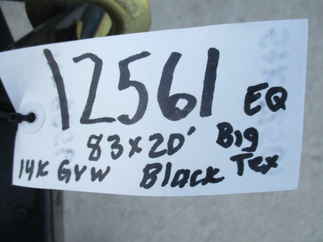 12561 EQ
83x20' Big Tex
14K GVW Black